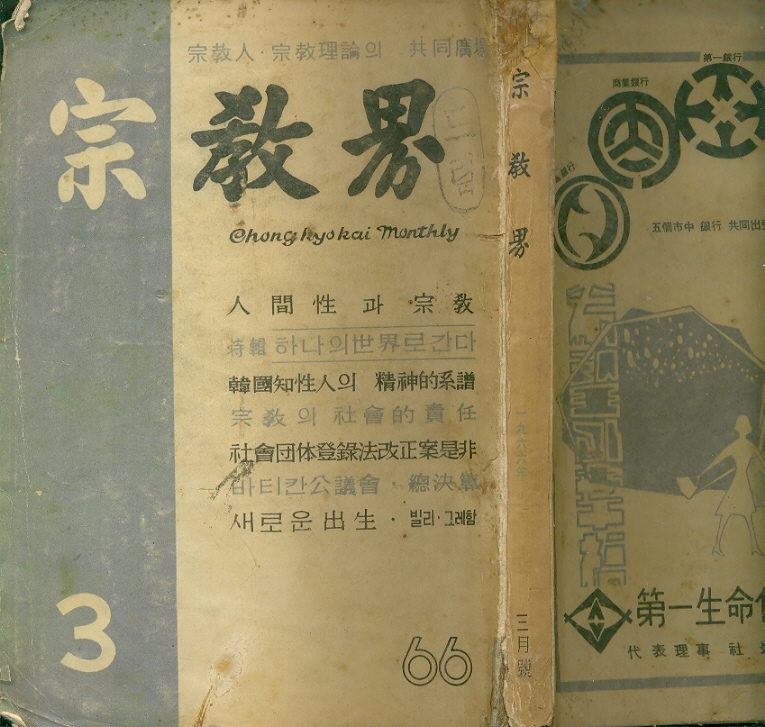 宗敎人·宗敎理論의 共同廣場
宗敎界
Chongkyokai Monthly
人間性과 宗敎
特輯 하나의世界로간다
韓國知性人의 精神的系譜
宗敎의 社會的責任
社會団体登錄法改正案是非
바티칸公議會·總決算
새로운出生·빌리·그레함
3
66
宗敎界
一九六六年
三月號
第一銀行
商業銀行
五個市中 銀行 共同出
第一生命
代表理事 社